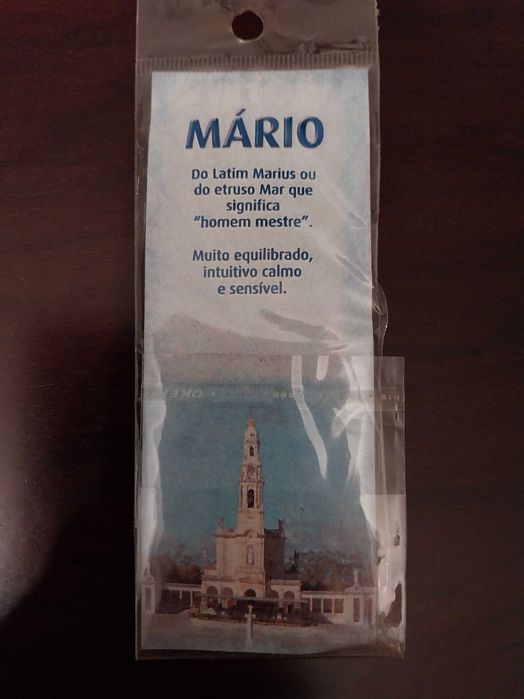 MÁRIO
Do Latim Marius ou
do etruso Mar que
significa
"homem mestre".
Muito equilibrado,
intuitivo calmo
e sensível.